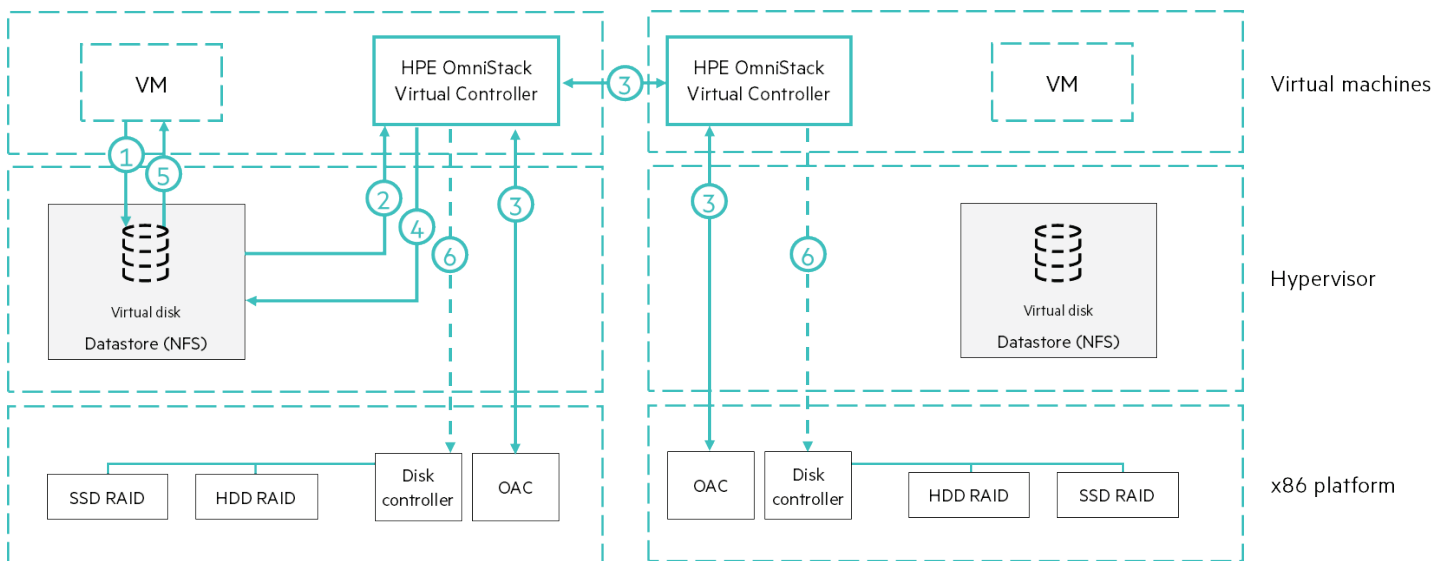 VM
HPE OmniStack
Virtual Controller
3
HPE OmniStack
Virtual Controller
VM
Virtual machines
1
5
2
4
6
3
3
6
Virtual disk
Datastore (NFS)
Virtual disk
Datastore (NFS)
Hypervisor
SSD RAID
HDD RAID
Disk
controller
OAC
OAC
Disk
controller
HDD RAID
SSD RAID
x86 platform